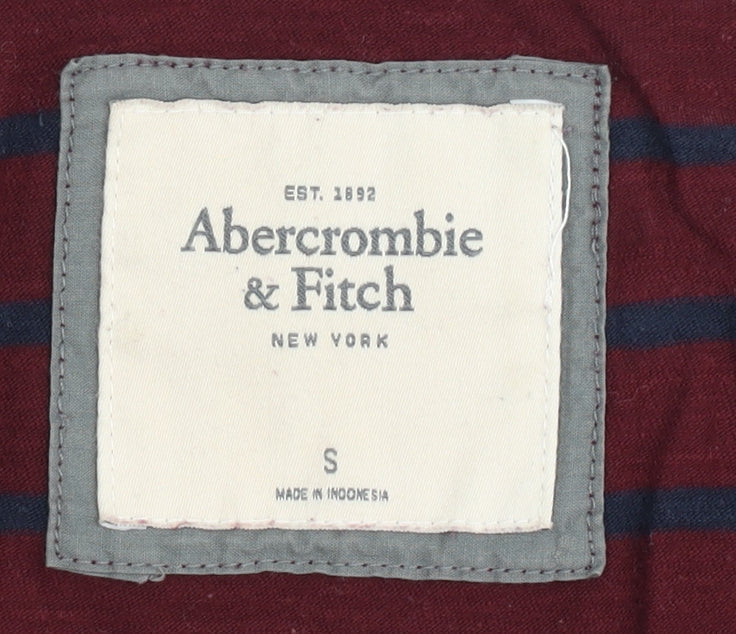 EST. 1892
Abercrombie
& Fitch
NEW YORK
S
MADE IN INDONESIA